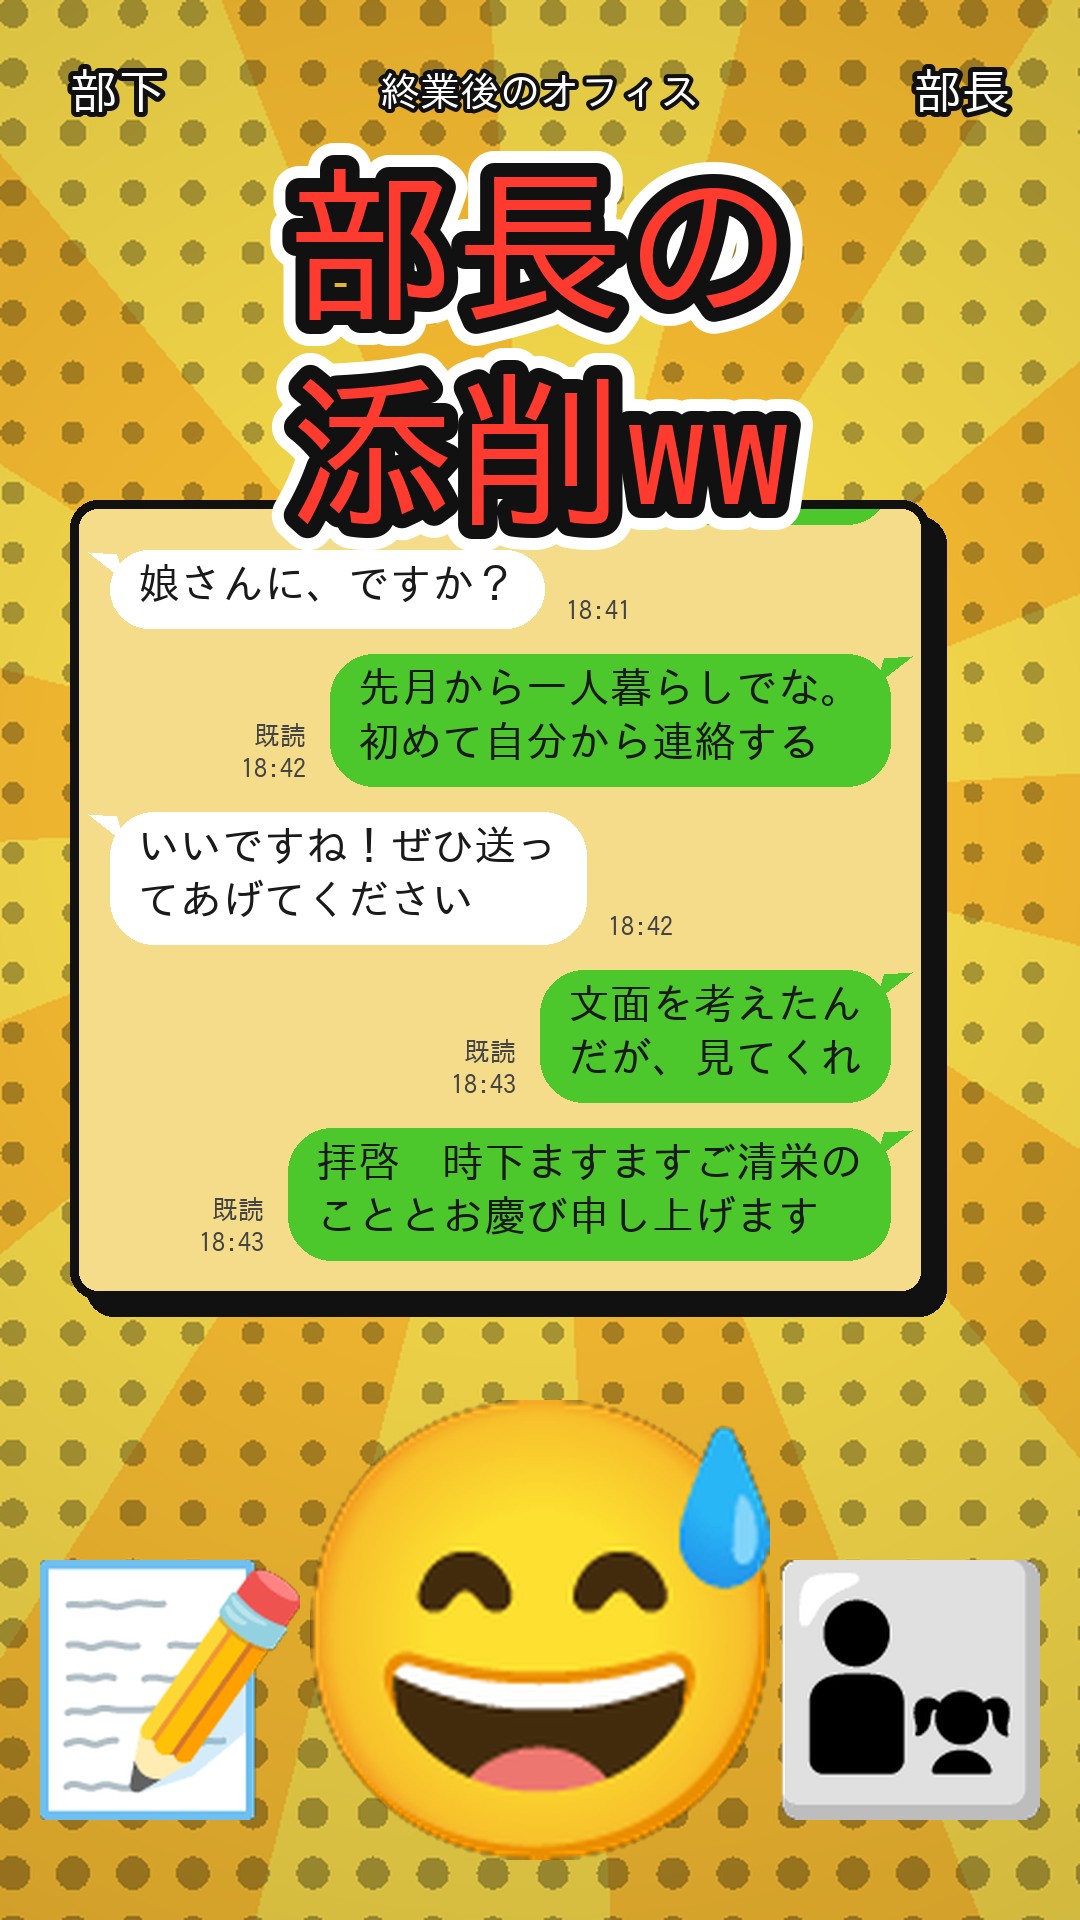 部下
終業後のオフィス
部長
部長の
添削ww
娘さんに、ですか？
18:41
先月から一人暮らしでな。
初めて自分から連絡する
既読
18:42
いいですね！ぜひ送っ
てあげてください
18:42
文面を考えたん
だが、見てくれ
既読
18:43
拝啓　時下ますますご清栄の
こととお慶び申し上げます
既読
18:43